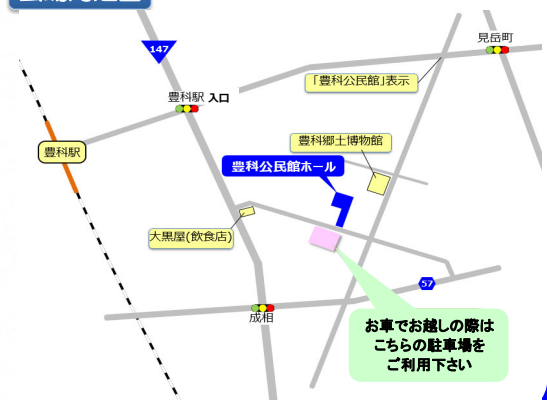 147
見岳町
「豊科公民館」表示
豊科駅 入口
豊科郷土博物館
豊科駅
豊科公民館ホール
大黒屋(飲食店)
57
成相
お車でお越しの際は
こちらの駐車場を
ご利用下さい